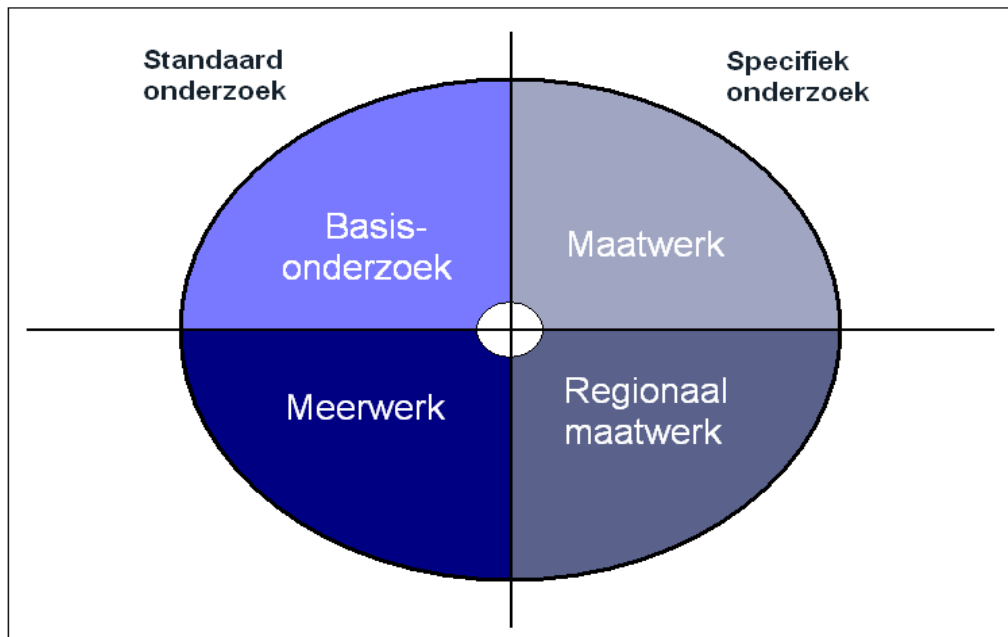 Standaard
onderzoek
Specifiek
onderzoek
Basis-
onderzoek
Maatwerk
Meerwerk
Regionaal
maatwerk